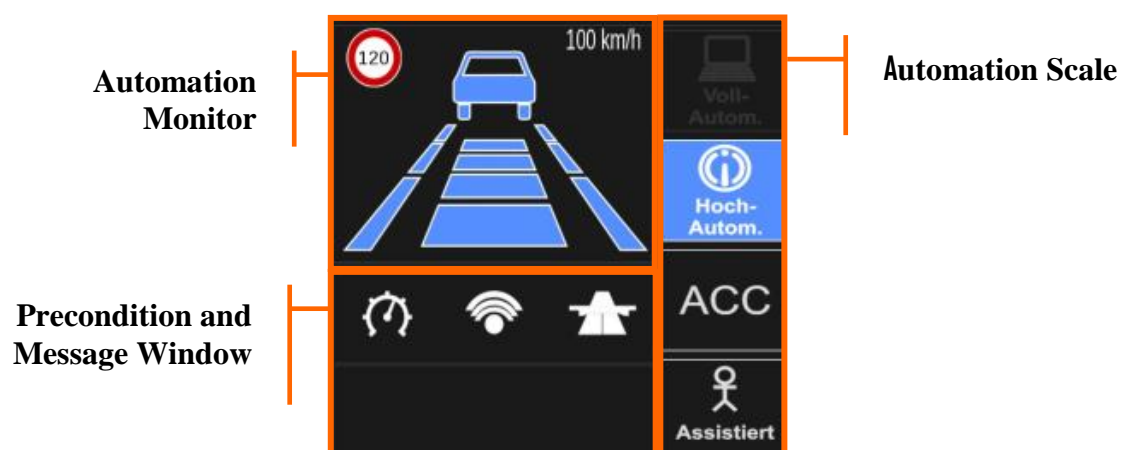 Automation
Monitor
120
100 km/h
Voll-
Autom.
Automation Scale
Hoch-
Autom.
Precondition and
Message Window
ACC
Assistiert